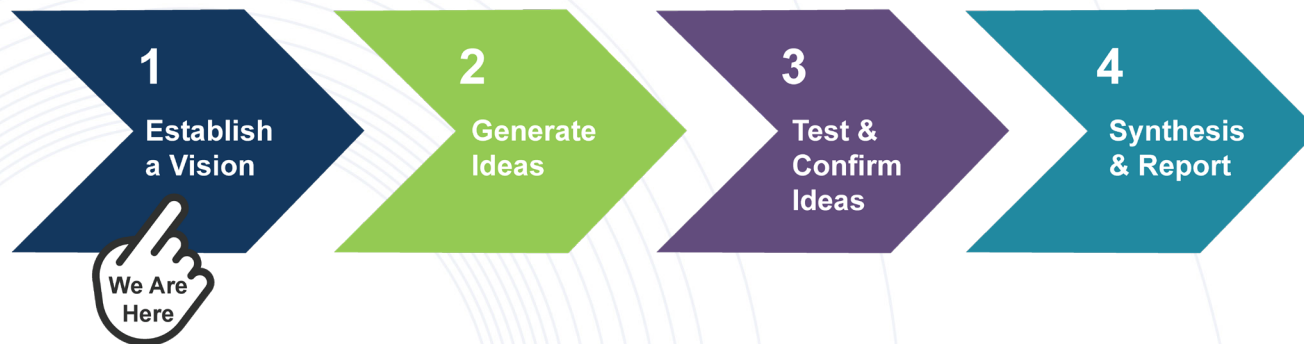 1
Establish
a Vision
We Are
Here
2
Generate
Ideas
3
Test &
Confirm
Ideas
4
Synthesis
& Report